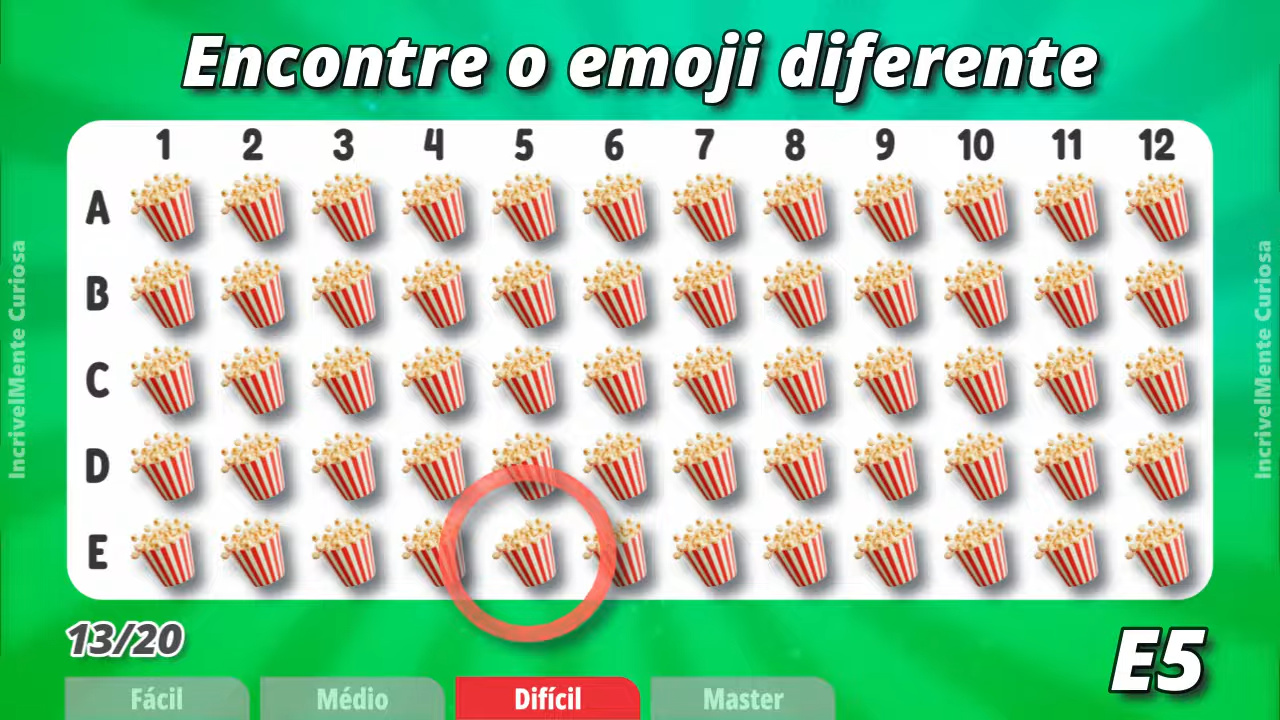 Encontre o emoji diferente
1 2 3 4 5 6 7 8 9 10 11 12
A
B
C
D
E
IncrivelMente Curiosa
IncrivelMente Curiosa
13/20
E5
Fácil Médio Difícil Master